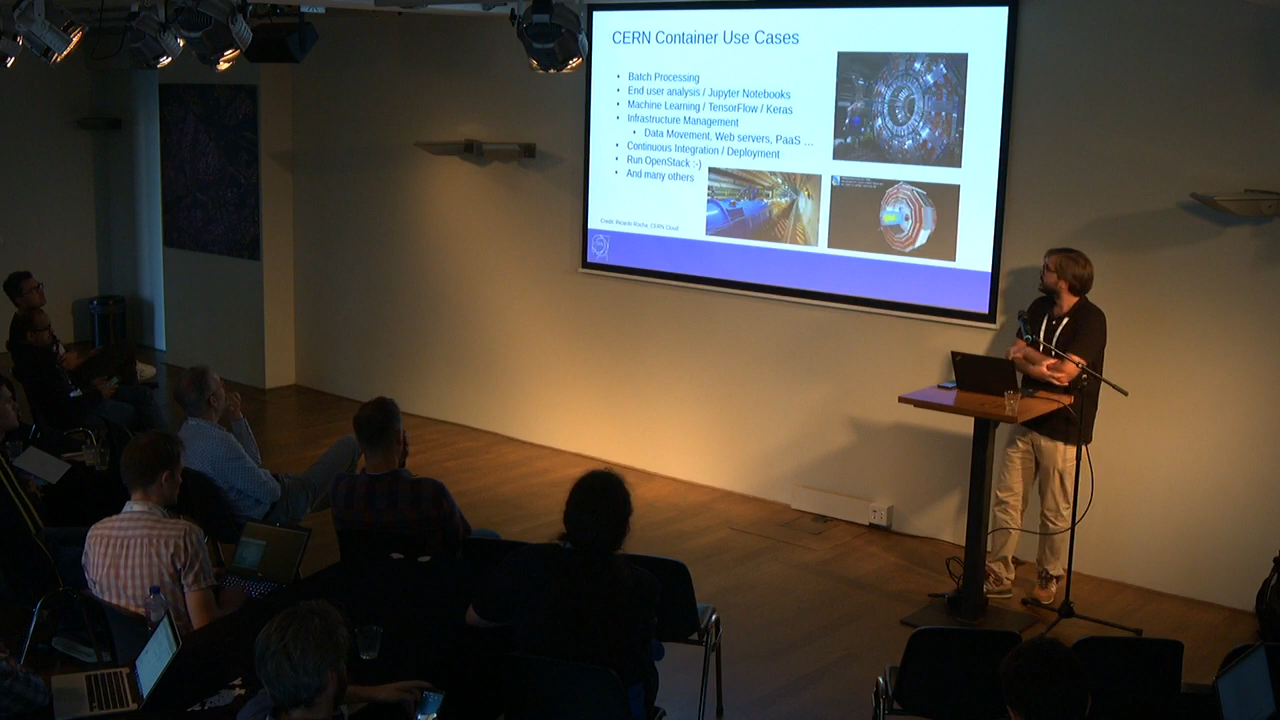 CERN Container Use Cases
• Batch Processing
• End user analysis / Jupyter Notebooks
• Machine Learning / TensorFlow / Keras
• Infrastructure Management
• Data Movement, Web servers, PaaS ...
• Continuous Integration / Deployment
• Run OpenStack :-)
• And many others
Credit: Ricardo Rocha, CERN Cloud